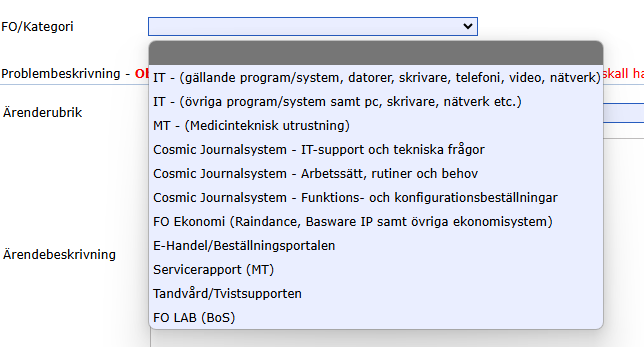 FO/Kategori
Problembeskrivning - Ob
skall ha
IT - (gällande program/system, datorer, skrivare, telefoni, video, nätverk)
IT - (övriga program/system samt pc, skrivare, nätverk etc.)
Ärenderubrik
MT - (Medicinteknisk utrustning)
Cosmic Journalsystem - IT-support och tekniska frågor
Cosmic Journalsystem - Arbetssätt, rutiner och behov
Cosmic Journalsystem - Funktions- och konfigurationsbeställningar
FO Ekonomi (Raindance, Basware IP samt övriga ekonomisystem)
E-Handel/Beställningsportalen
Ärendebeskrivning
Servicerapport (MT)
Tandvård/Tvistsupporten
FO LAB (BoS)